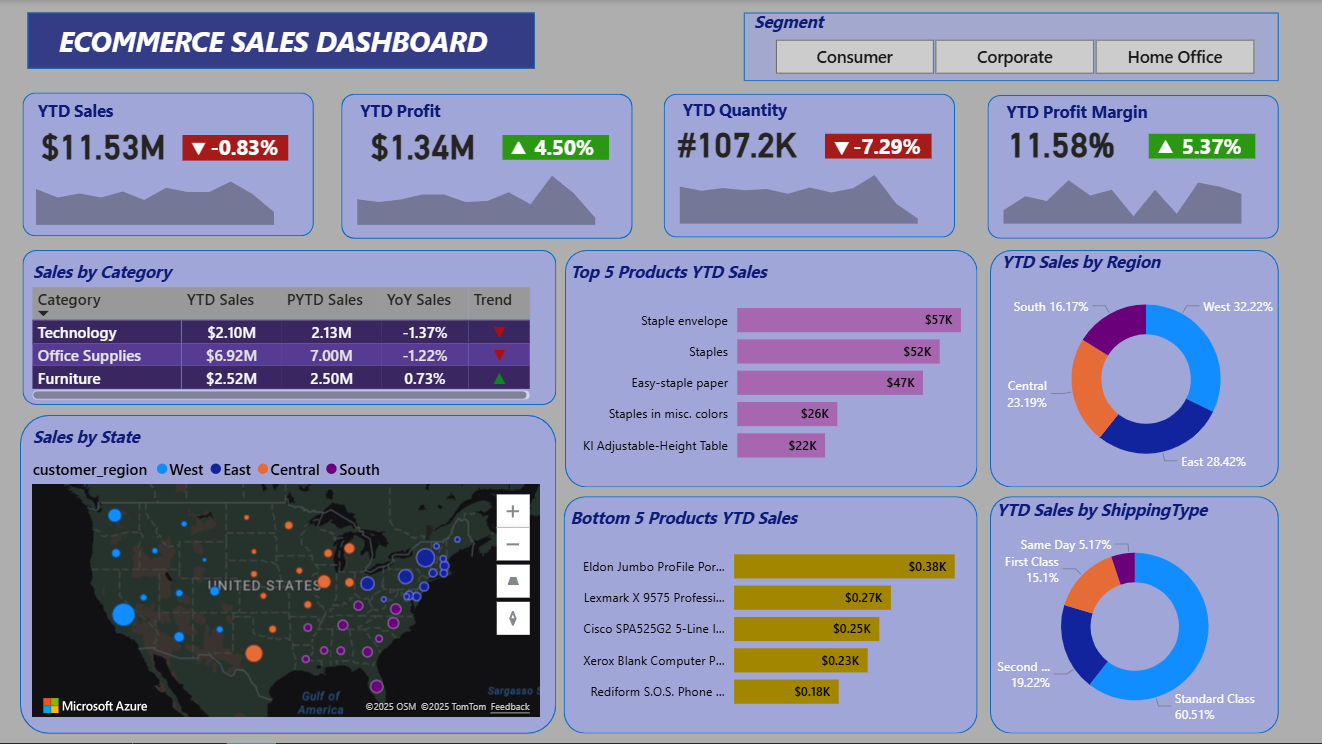 ECOMMERCE SALES DASHBOARD
Segment
Consumer Corporate Home Office
YTD Sales
$11.53M ▼ -0.83%
YTD Profit
$1.34M ▲ 4.50%
YTD Quantity
#107.2K ▼ -7.29%
YTD Profit Margin
11.58% ▲ 5.37%
Sales by Category
Category YTD Sales PYTD Sales YoY Sales Trend
Technology $2.10M 2.13M -1.37% ▼
Office Supplies $6.92M 7.00M -1.22% ▼
Furniture $2.52M 2.50M 0.73% ▲
Sales by State
customer_region West East Central South
UNITED STATES
Gulf of
America
Sargasso S
Microsoft Azure
©2025 OSM ©2025 TomTom Feedback
Top 5 Products YTD Sales
Staple envelope $57K
Staples $52K
Easy-staple paper $47K
Staples in misc. colors $26K
KI Adjustable-Height Table $22K
Bottom 5 Products YTD Sales
Eldon Jumbo ProFile Por... $0.38K
Lexmark X 9575 Professi... $0.27K
Cisco SPA525G2 5-Line I... $0.25K
Xerox Blank Computer P... $0.23K
Rediform S.O.S. Phone ... $0.18K
YTD Sales by Region
South 16.17%
West 32.22%
Central
23.19%
East 28.42%
YTD Sales by ShippingType
Same Day 5.17%
First Class
15.1%
Second ...
19.22%
Standard Class
60.51%